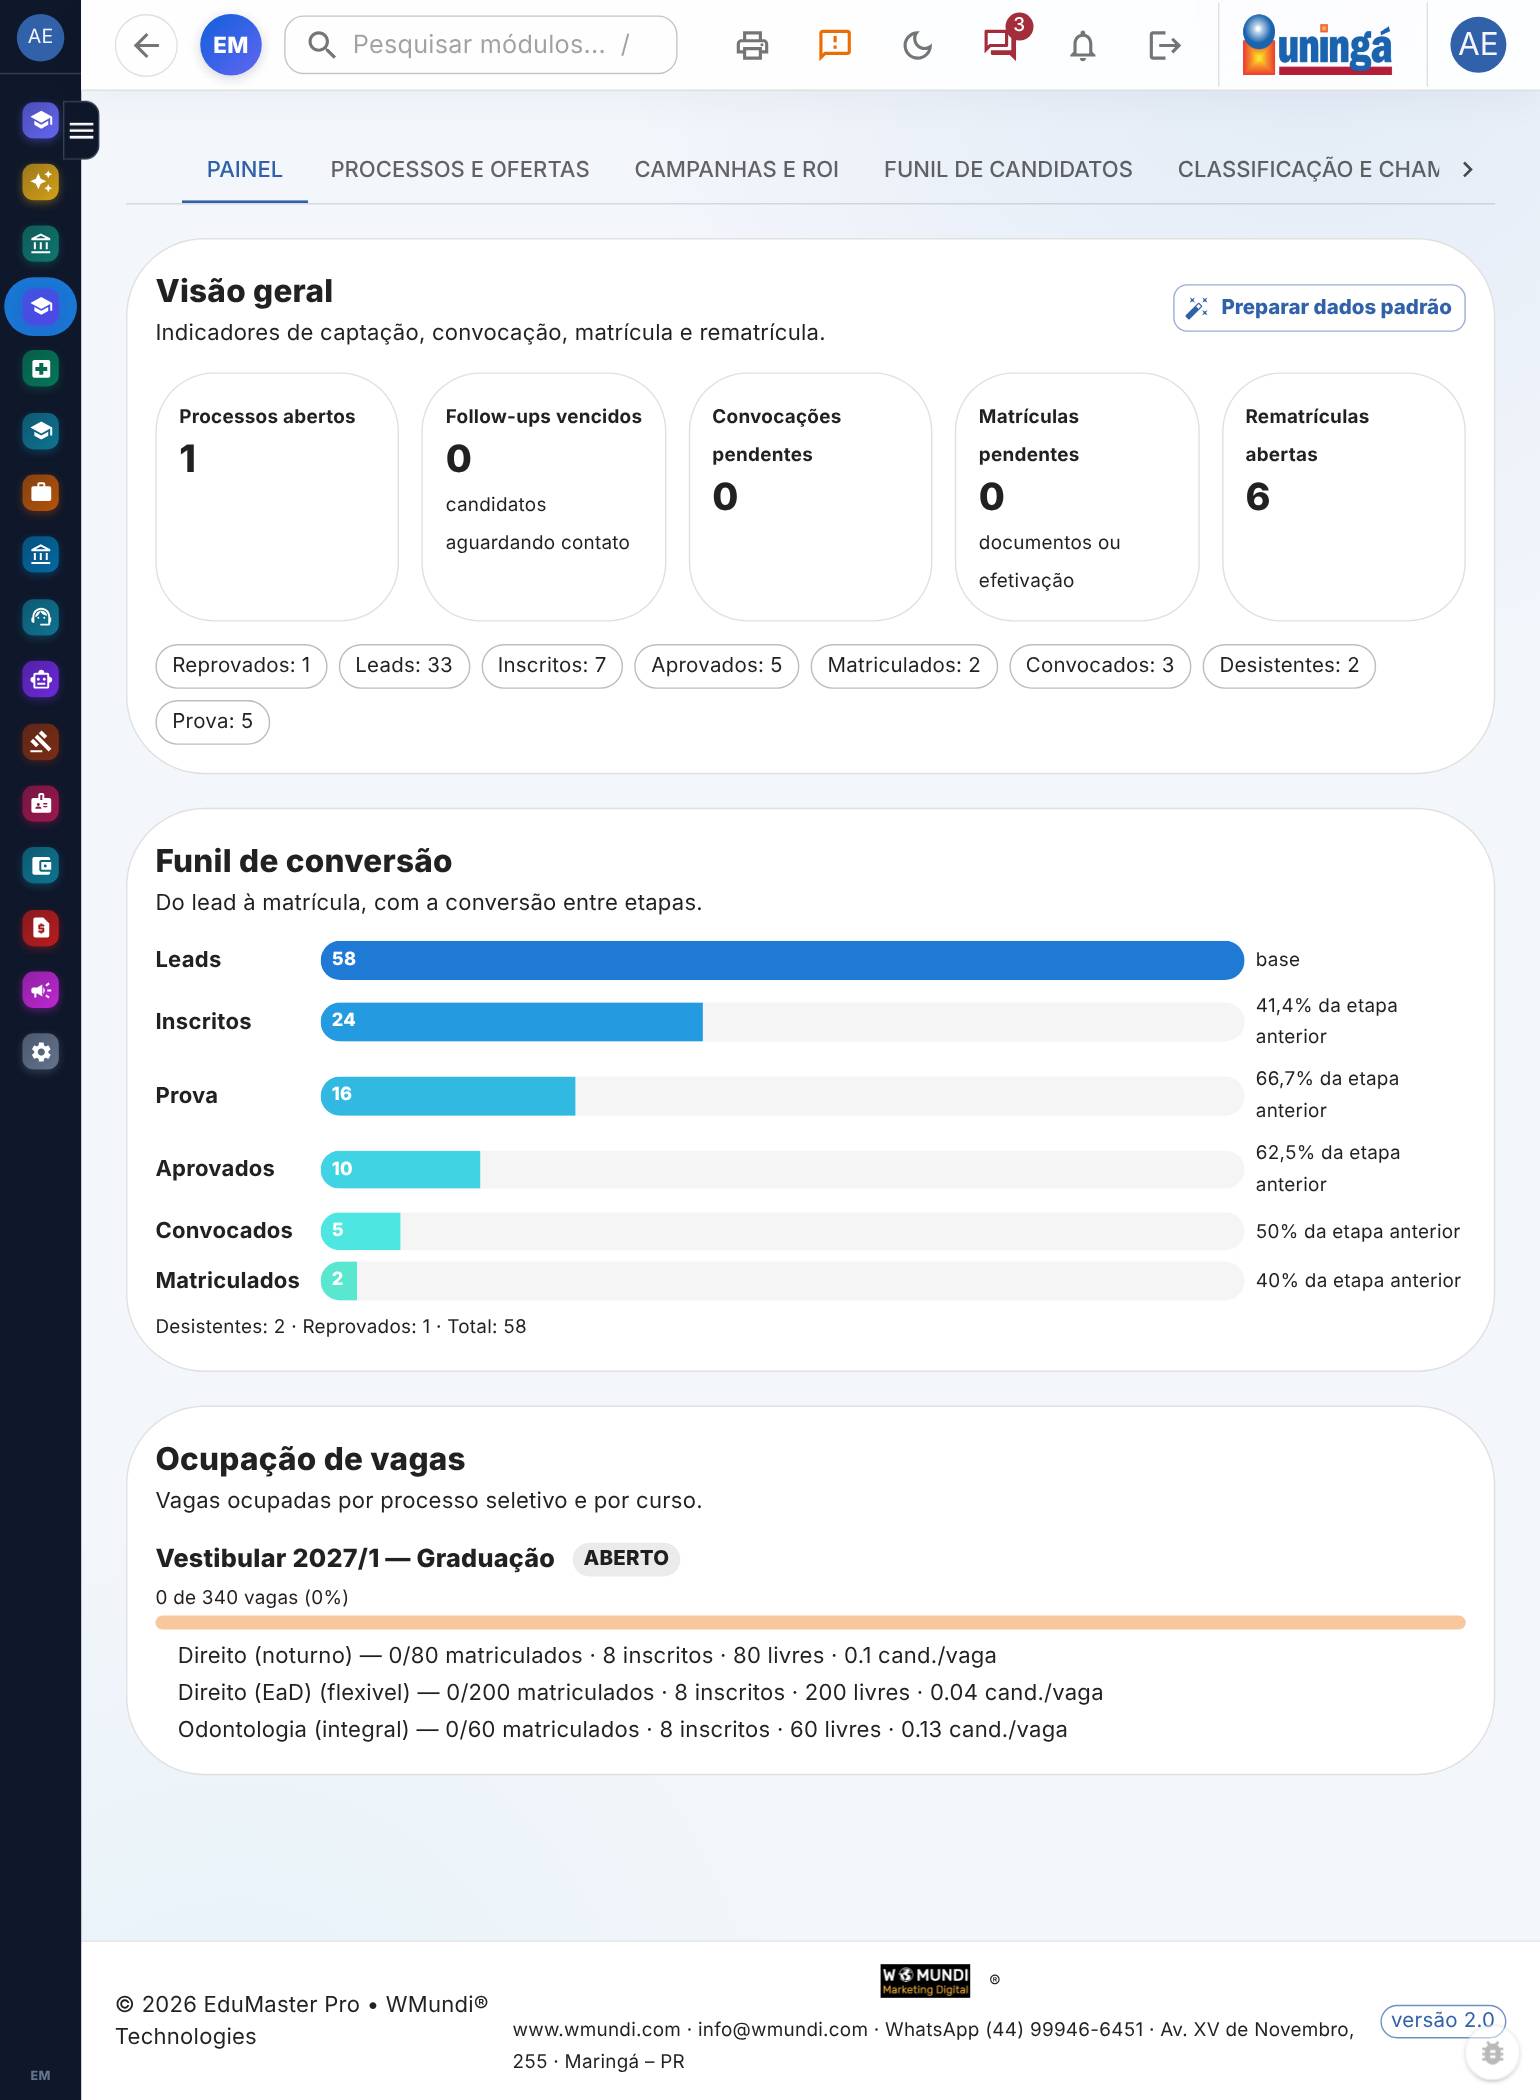 AE
EM
Pesquisar módulos... /
3
uningá
AE
PAINEL
PROCESSOS E OFERTAS
CAMPANHAS E ROI
FUNIL DE CANDIDATOS
CLASSIFICAÇÃO E CHAM
Visão geral
Indicadores de captação, convocação, matrícula e rematrícula.
Preparar dados padrão
Processos abertos
1
Follow-ups vencidos
0
candidatos
aguardando contato
Convocações
pendentes
0
Matrículas
pendentes
0
documentos ou
efetivação
Rematrículas
abertas
6
Reprovados: 1
Leads: 33
Inscritos: 7
Aprovados: 5
Matriculados: 2
Convocados: 3
Desistentes: 2
Prova: 5
Funil de conversão
Do lead à matrícula, com a conversão entre etapas.
Leads
58
base
Inscritos
24
41,4% da etapa
anterior
Prova
16
66,7% da etapa
anterior
Aprovados
10
62,5% da etapa
anterior
Convocados
5
50% da etapa anterior
Matriculados
2
40% da etapa anterior
Desistentes: 2 · Reprovados: 1 · Total: 58
Ocupação de vagas
Vagas ocupadas por processo seletivo e por curso.
Vestibular 2027/1 — Graduação
ABERTO
0 de 340 vagas (0%)
Direito (noturno) — 0/80 matriculados · 8 inscritos · 80 livres · 0.1 cand./vaga
Direito (EaD) (flexivel) — 0/200 matriculados · 8 inscritos · 200 livres · 0.04 cand./vaga
Odontologia (integral) — 0/60 matriculados · 8 inscritos · 60 livres · 0.13 cand./vaga
© 2026 EduMaster Pro • WMundi®
Technologies
W MUNDI
Marketing Digital
®
www.wmundi.com · info@wmundi.com · WhatsApp (44) 99946-6451 · Av. XV de Novembro,
255 · Maringá – PR
versão 2.0
EM